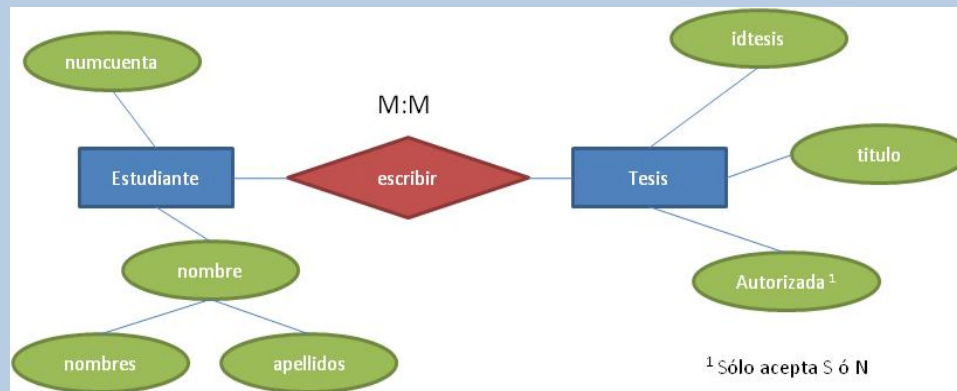 numcuenta
idtesis
M:M
Estudiante
escribir
Tesis
titulo
nombre
Autorizada ¹
nombres
apellidos
¹ Sólo acepta S ó N